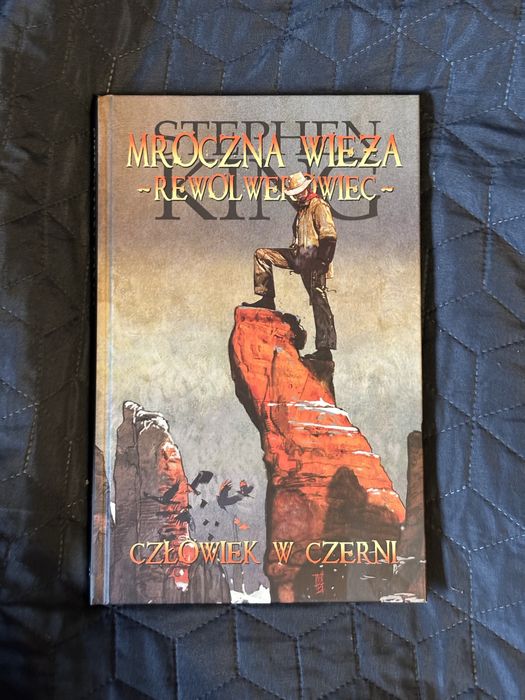 STEPHEN
MROCZNA WIEŻA
~REWOLWEROWIEC~
KING
CZŁOWIEK W CZERNI